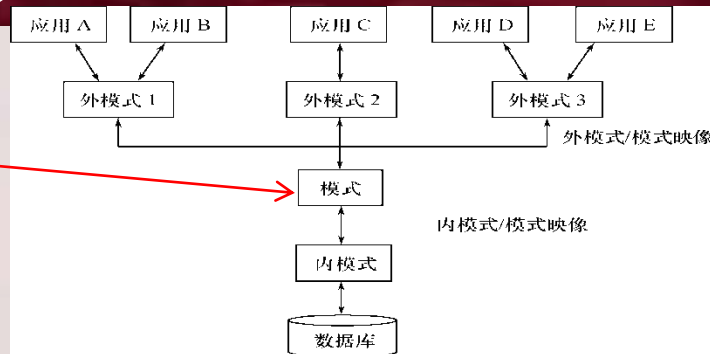 应用 A 应用 B 应用 C 应用 D 应用 E
外模式 1 外模式 2 外模式 3
外模式/模式映像
模式
内模式/模式映像
内模式
数据库